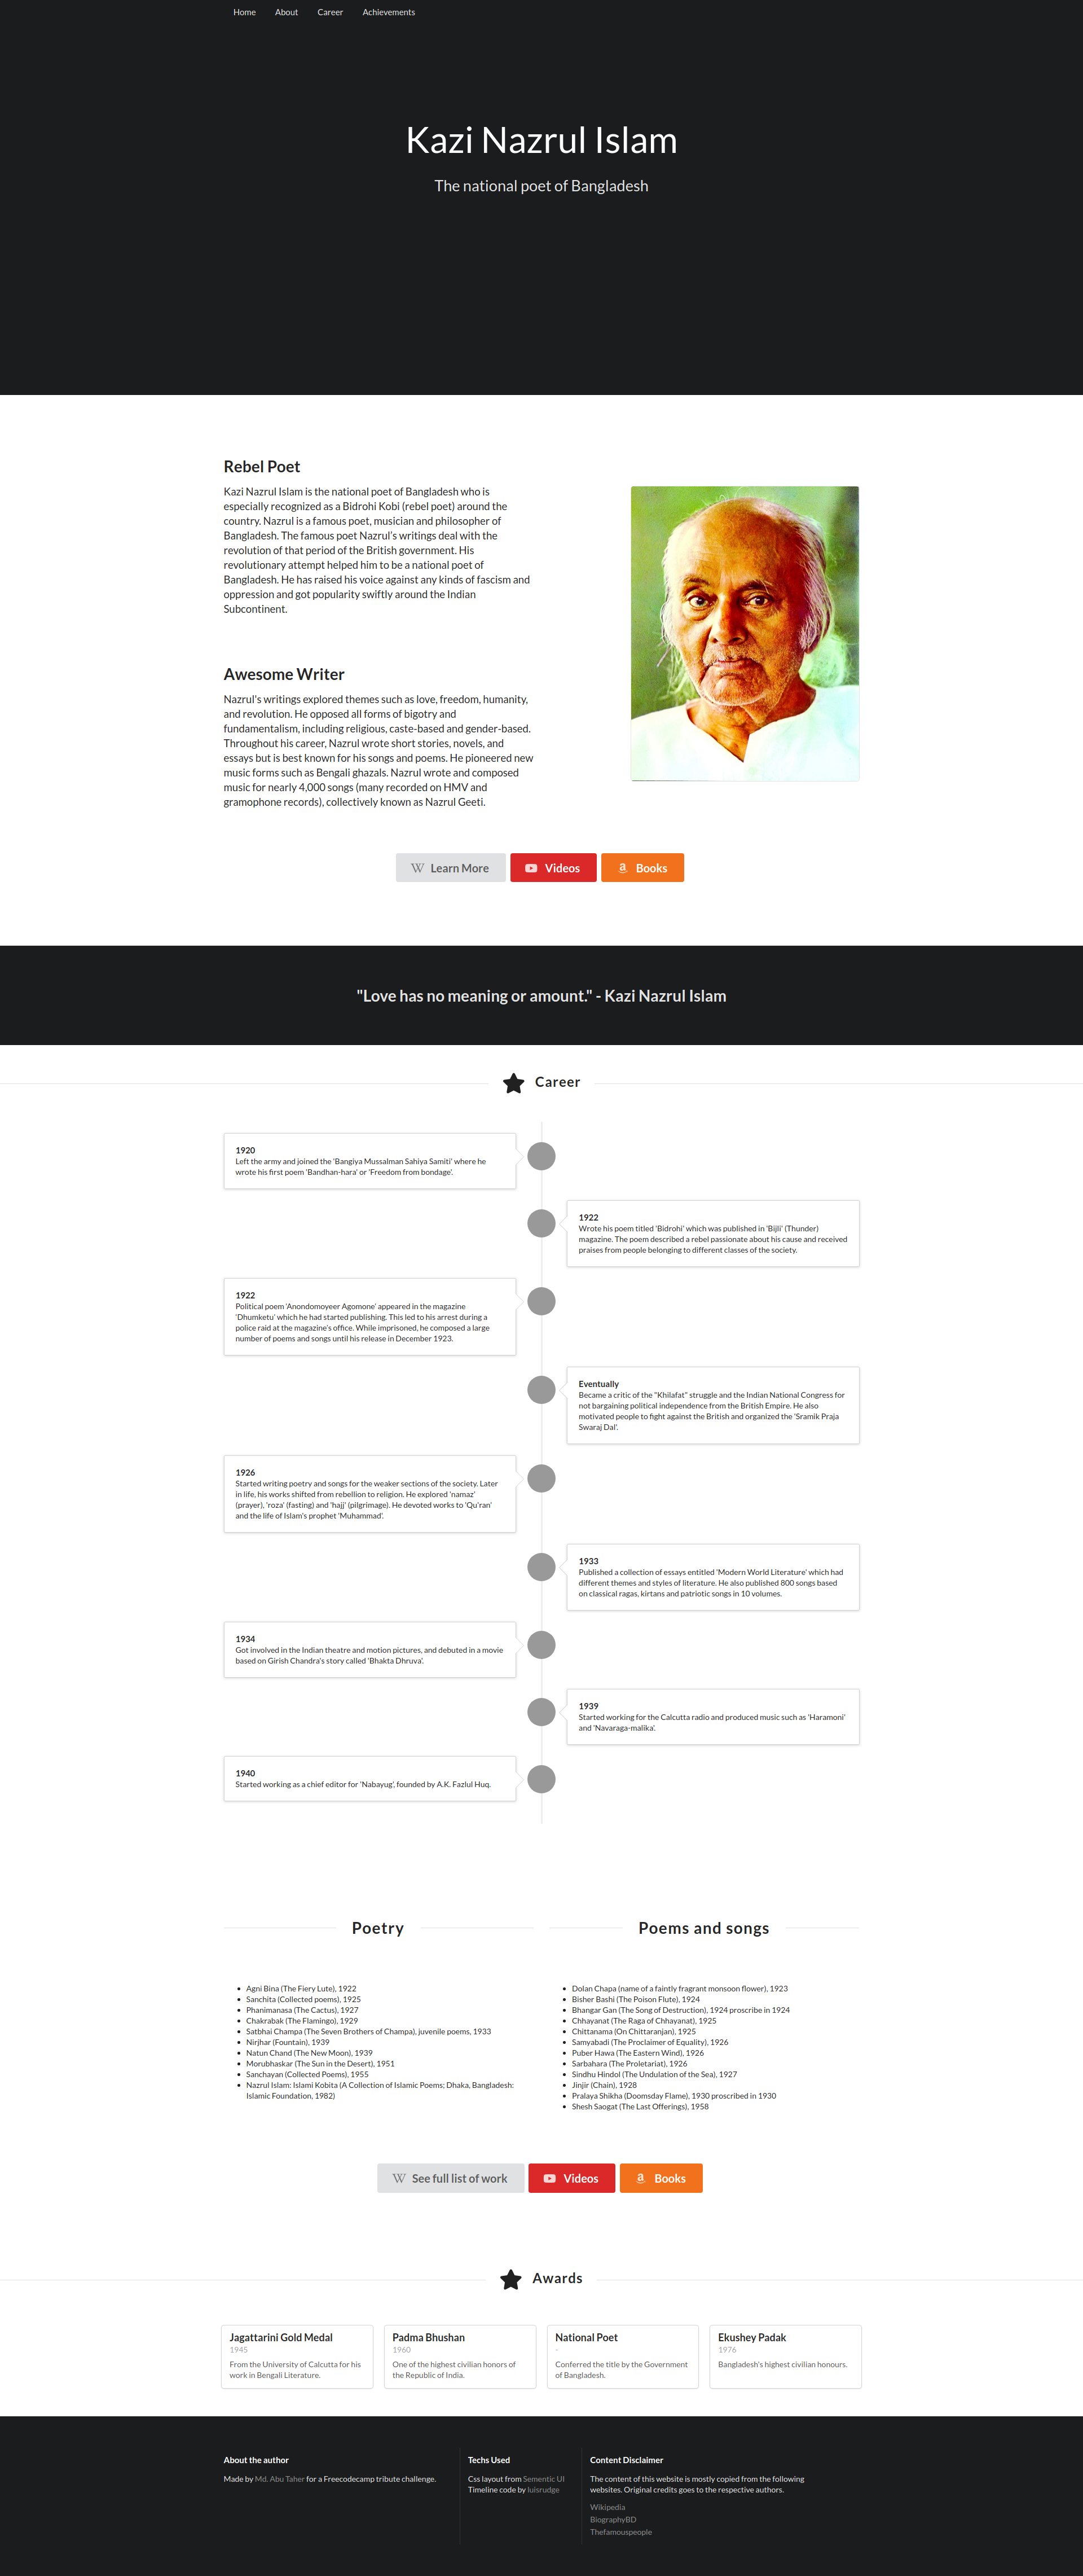 Home About Career Achievements
Kazi Nazrul Islam
The national poet of Bangladesh
Rebel Poet
Kazi Nazrul Islam is the national poet of Bangladesh who is
especially recognized as a Bidrohi Kobi (rebel poet) around the
country. Nazrul is a famous poet, musician and philosopher of
Bangladesh. The famous poet Nazrul's writings deal with the
revolution of that period of the British government. His
revolutionary attempt helped him to be a national poet of
Bangladesh. He has raised his voice against any kinds of fascism and
oppression and got popularity swiftly around the Indian
Subcontinent.
Awesome Writer
Nazrul's writings explored themes such as love, freedom, humanity,
and revolution. He opposed all forms of bigotry and
fundamentalism, including religious, caste-based and gender-based.
Throughout his career, Nazrul wrote short stories, novels, and
essays but is best known for his songs and poems. He pioneered new
music forms such as Bengali ghazals. Nazrul wrote and composed
music for nearly 4,000 songs (many recorded on HMV and
gramophone records), collectively known as Nazrul Geeti.
Learn More Videos Books
"Love has no meaning or amount." - Kazi Nazrul Islam
Career
1920
Left the army and joined the 'Bangiya Mussalman Sahiya Samiti' where he
wrote his first poem 'Bandhan-hara' or 'Freedom from bondage'.
1922
Wrote his poem titled 'Bidrohi' which was published in 'Bijli' (Thunder)
magazine. The poem described a rebel passionate about his cause and received
praises from people belonging to different classes of the society.
1922
Political poem 'Anondomoyeer Agomone' appeared in the magazine
'Dhumketu' which he had started publishing. This led to his arrest during a
police raid at the magazine's office. While imprisoned, he composed a large
number of poems and songs until his release in December 1923.
Eventually
Became a critic of the "Khilafat" struggle and the Indian National Congress for
not bargaining political independence from the British Empire. He also
motivated people to fight against the British and organized the 'Sramik Praja
Swaraj Dal'.
1926
Started writing poetry and songs for the weaker sections of the society. Later
in life, his works shifted from rebellion to religion. He explored 'namaz'
(prayer), 'roza' (fasting) and 'hajj' (pilgrimage). He devoted works to 'Qu'ran'
and the life of Islam's prophet 'Muhammad'.
1933
Published a collection of essays entitled 'Modern World Literature' which had
different themes and styles of literature. He also published 800 songs based
on classical ragas, kirtans and patriotic songs in 10 volumes.
1934
Got involved in the Indian theatre and motion pictures, and debuted in a movie
based on Girish Chandra's story called 'Bhakta Dhruva'.
1939
Started working for the Calcutta radio and produced music such as 'Haramoni'
and 'Navaraga-malika'.
1940
Started working as a chief editor for 'Nabayug', founded by A.K. Fazlul Huq.
Poetry
Agni Bina (The Fiery Lute), 1922
Sanchita (Collected poems), 1925
Phanimanasa (The Cactus), 1927
Chakrabak (The Flamingo), 1929
Satbhai Champa (The Seven Brothers of Champa), juvenile poems, 1933
Nirjhar (Fountain), 1939
Natun Chand (The New Moon), 1939
Morubhaskar (The Sun in the Desert), 1951
Sanchayan (Collected Poems), 1955
Nazrul Islam: Islami Kobita (A Collection of Islamic Poems; Dhaka, Bangladesh:
Islamic Foundation, 1982)
Poems and songs
Dolan Chapa (name of a faintly fragrant monsoon flower), 1923
Bisher Bashi (The Poison Flute), 1924
Bhangar Gan (The Song of Destruction), 1924 proscribe in 1924
Chhayanat (The Raga of Chhayanat), 1925
Chittanama (On Chittaranjan), 1925
Samyabadi (The Proclaimer of Equality), 1926
Puber Hawa (The Eastern Wind), 1926
Sarbahara (The Proletariat), 1926
Sindhu Hindol (The Undulation of the Sea), 1927
Jinjir (Chain), 1928
Pralaya Shikha (Doomsday Flame), 1930 proscribed in 1930
Shesh Saogat (The Last Offerings), 1958
See full list of work Videos Books
Awards
Jagattarini Gold Medal
1945
From the University of Calcutta for his
work in Bengali Literature.
Padma Bhushan
1960
One of the highest civilian honors of
the Republic of India.
National Poet
-
Conferred the title by the Government
of Bangladesh.
Ekushey Padak
1976
Bangladesh's highest civilian honours.
About the author
Made by Md. Abu Taher for a Freecodecamp tribute challenge.
Techs Used
Css layout from Sementic UI
Timeline code by luisrudge
Content Disclaimer
The content of this website is mostly copied from the following
websites. Original credits goes to the respective authors.
Wikipedia
BiographyBD
Thefamouspeople